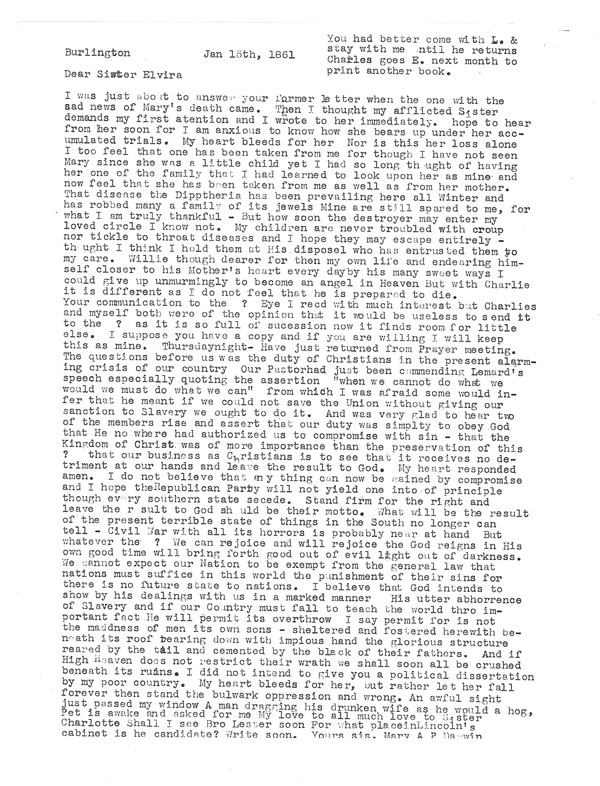 You had better come with L. &
Burlington Jan 15th, 1861 stay with me until he returns
Charles goes E. next month to
Dear Sister Elvira print another book.
I was just about to answer your farmer letter when the one with the
sad news of Mary's death came. Then I thought my afflicted Sister
demands my first atention and I wrote to her immediately. hope to hear
from her soon for I am anxious to know how she bears up under her acc-
umulated trials. My heart bleeds for her Nor is this her loss alone
I too feel that one has been taken from me for though I have not seen
Mary since she was a little child yet I had so long thought of having
her one of the family that I had learned to look upon her as mine and
now feel that she has been taken from me as well as from her mother.
That disease the Dipptheria has been prevailing here all Winter and
has robbed many a family of its jewels Mine are still spared to me, for
what I am truly thankful - But how soon the destroyer may enter my
loved circle I know not. My children are never troubled with croup
nor tickle to throat diseases and I hope they may escape entirely -
though I think I hold them at His disposel who has entrusted them to
my care. Willie though dearer for then my own life and endearing him-
self closer to his Mother's heart every dayby his many sweet ways I
could give up unmurmingly to become an angel in Heaven But with Charlie
it is different as I do not feel that he is prepared to die.
Your communication to the ? Eye I recd with much interest but Charlies
and myself both were of the opinion that it would be useless to send it
to the ? as it is so full of sucession now it finds room for little
else. I suppose you have a copy and if you are willing I will keep
this as mine. Thursdaynight- Have just returned from Prayer meeting.
The questions before us was the duty of Christians in the present alarm-
ing crisis of our country Our Pastorhad just been commending Lemard's
speech especially quoting the assertion "when we cannot do what we
would we must do what we can" from which I was afraid some would in-
fer that he meant if we could not save the Union without giving our
sanction to Slavery we ought to do it. And was very glad to hear two
of the members rise and assert that our duty was simplty to obey God
that He no where had authorized us to compromise with sin - that the
Kingdom of Christ was of more importance than the preservation of this
? that our business as Christians is to see that it receives no de-
triment at our hands and leave the result to God. My heart responded
amen. I do not believe that any thing can now be gained by compromise
and I hope theRepublican Party will not yield one into of principle
though every southern state secede. Stand firm for the right and
leave the result to God should be their motto. What will be the result
of the present terrible state of things in the South no longer can
tell - Civil War with all its horrors is probably near at hand But
whatever the ? We can rejoice and will rejoice the God reigns in His
own good time will bring forth good out of evil light out of darkness.
We cannot expect our Nation to be exempt from the general law that
nations must suffice in this world the punishment of their sins for
there is no future state to nations. I believe that God intends to
show by his dealings with us in a marked manner His utter abhorrence
of Slavery and if our Country must fall to teach the world thro im-
portant fact He will permit its overthrow I say permit for is not
the maddness of men its own sons - sheltered and fostered herewith be-
neath its roof tearing down with impious hand the glorious structure
reared by the tail and cemented by the black of their fathers. And if
High Heaven does not restrict their wrath we shall soon all be crushed
beneath its ruins. I did not intend to give you a political dissertation
by my poor country. My heart bleeds for her, but rather let her fall
forever then stand the bulwark oppression and wrong. An awful sight
just passed my window A man dragging his drunken wife as he would a hog,
Pet is awake and asked for me My love to all much love to Sister
Charlotte Shall I see Bro Lester soon For what placeinLincoln's
cabinet is he candidate? Write soon. Yours sis. Mary A P